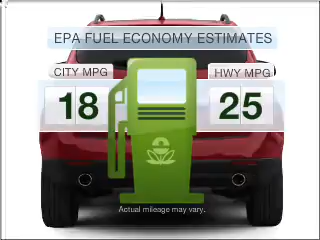 EPA FUEL ECONOMY ESTIMATES
CITY MPG
HWY MPG
18
25
Actual mileage may vary.